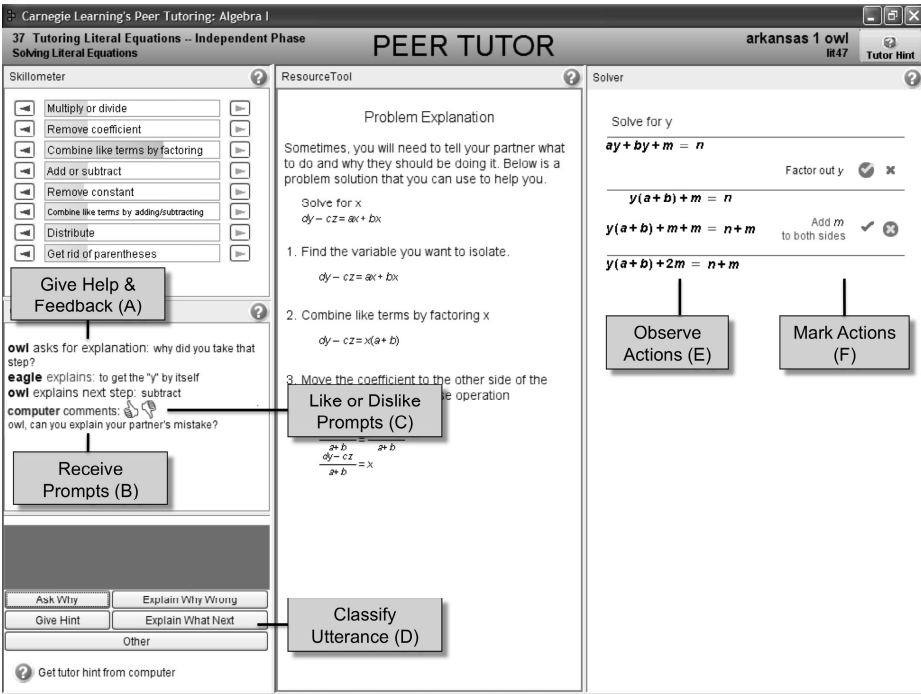 Carnegie Learning's Peer Tutoring: Algebra I
37 Tutoring Literal Equations -- Independent Phase
Solving Literal Equations
PEER TUTOR
arkansas 1 owl
lit47
Tutor Hint
Skillometer
Multiply or divide
Remove coefficient
Combine like terms by factoring
Add or subtract
Remove constant
Combine like terms by adding/subtracting
Distribute
Get rid of parentheses
Give Help &
Feedback (A)
owl asks for explanation: why did you take that
step?
eagle explains: to get the "y" by itself
owl explains next step: subtract
computer comments:
owl, can you explain your partner's mistake?
Receive
Prompts (B)
Ask Why
Explain Why Wrong
Give Hint
Explain What Next
Other
Get tutor hint from computer
ResourceTool
Problem Explanation
Sometimes, you will need to tell your partner what
to do and why they should be doing it. Below is a
problem solution that you can use to help you.
Solve for x
dy – cz = ax + bx
1. Find the variable you want to isolate.
dy – cz = ax + bx
2. Combine like terms by factoring x
dy – cz = x(a + b)
3. Move the coefficient to the other side of the
se operation
Like or Dislike
Prompts (C)
a + b = a + b
dy – cz
a + b
= x
Classify
Utterance (D)
Solver
Solve for y
ay + by + m = n
Factor out y
y(a + b) + m = n
y(a + b) + m + m = n + m
Add m
to both sides
y(a + b) + 2m = n + m
Observe
Actions (E)
Mark Actions
(F)